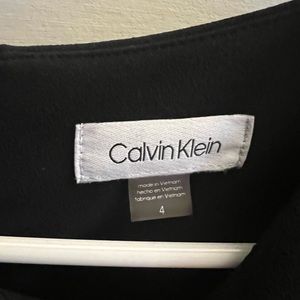 Calvin Klein
made in Vietnam
hecho en Vietnam
fabriqué en Vietnam
4